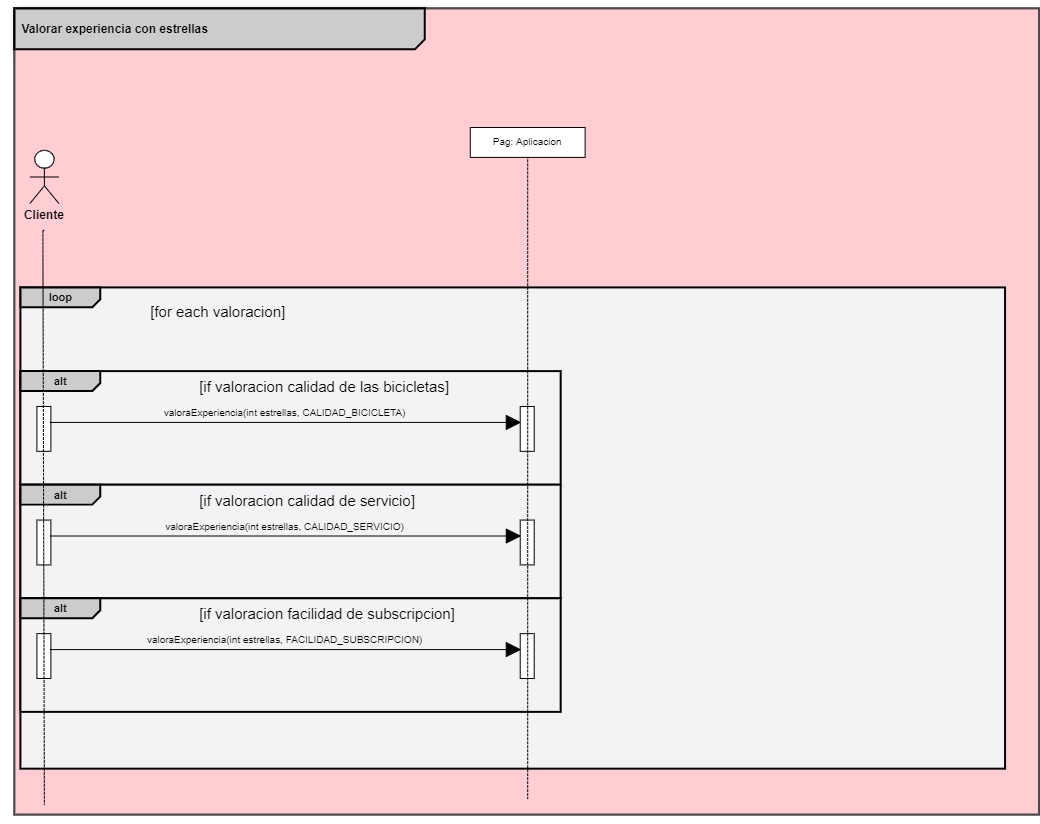 Valorar experiencia con estrellas
Pag: Aplicacion
Cliente
loop
[for each valoracion]
alt
[if valoracion calidad de las bicicletas]
valoraExperiencia(int estrellas, CALIDAD_BICICLETA)
alt
[if valoracion calidad de servicio]
valoraExperiencia(int estrellas, CALIDAD_SERVICIO)
alt
[if valoracion facilidad de subscripcion]
valoraExperiencia(int estrellas, FACILIDAD_SUBSCRIPCION)